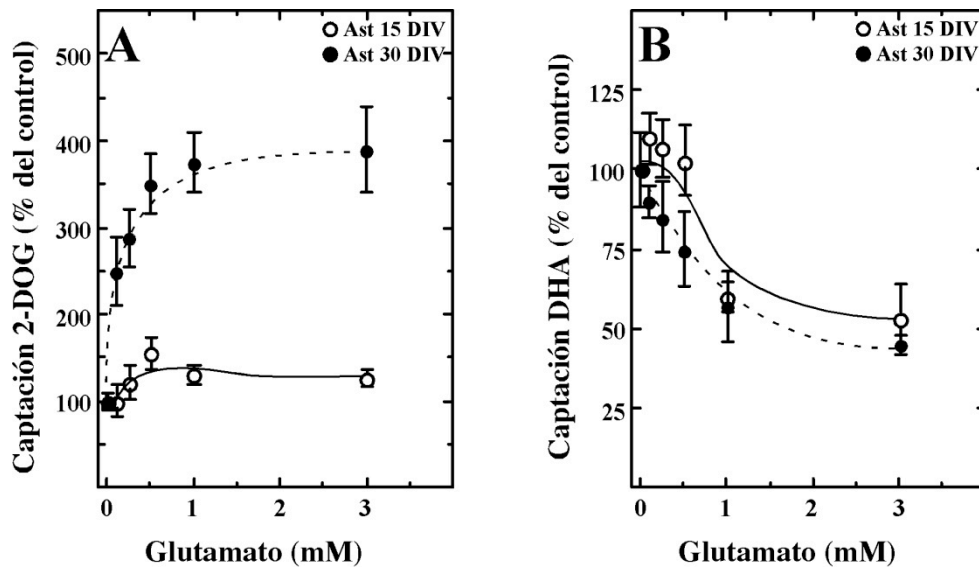 A
Ast 15 DIV
Ast 30 DIV
Captación 2-DOG (% del control)
500
400
300
200
100
0 1 2 3
Glutamato (mM)
B
Ast 15 DIV
Ast 30 DIV
Captación DHA (% del control)
125
100
75
50
25
0 1 2 3
Glutamato (mM)